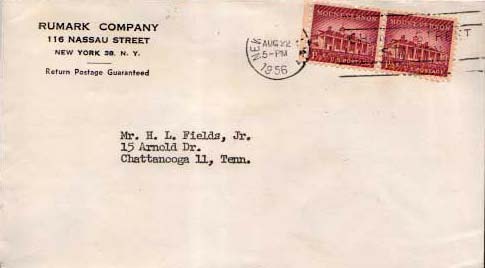 RUMARK COMPANY
116 NASSAU STREET
NEW YORK 38, N. Y.
Return Postage Guaranteed
AUG 22
5-PM
1956
MOUNT VERNON
MOUNT VERNON
Mr. H. L. Fields, Jr.
15 Arnold Dr.
Chattanooga 11, Tenn.